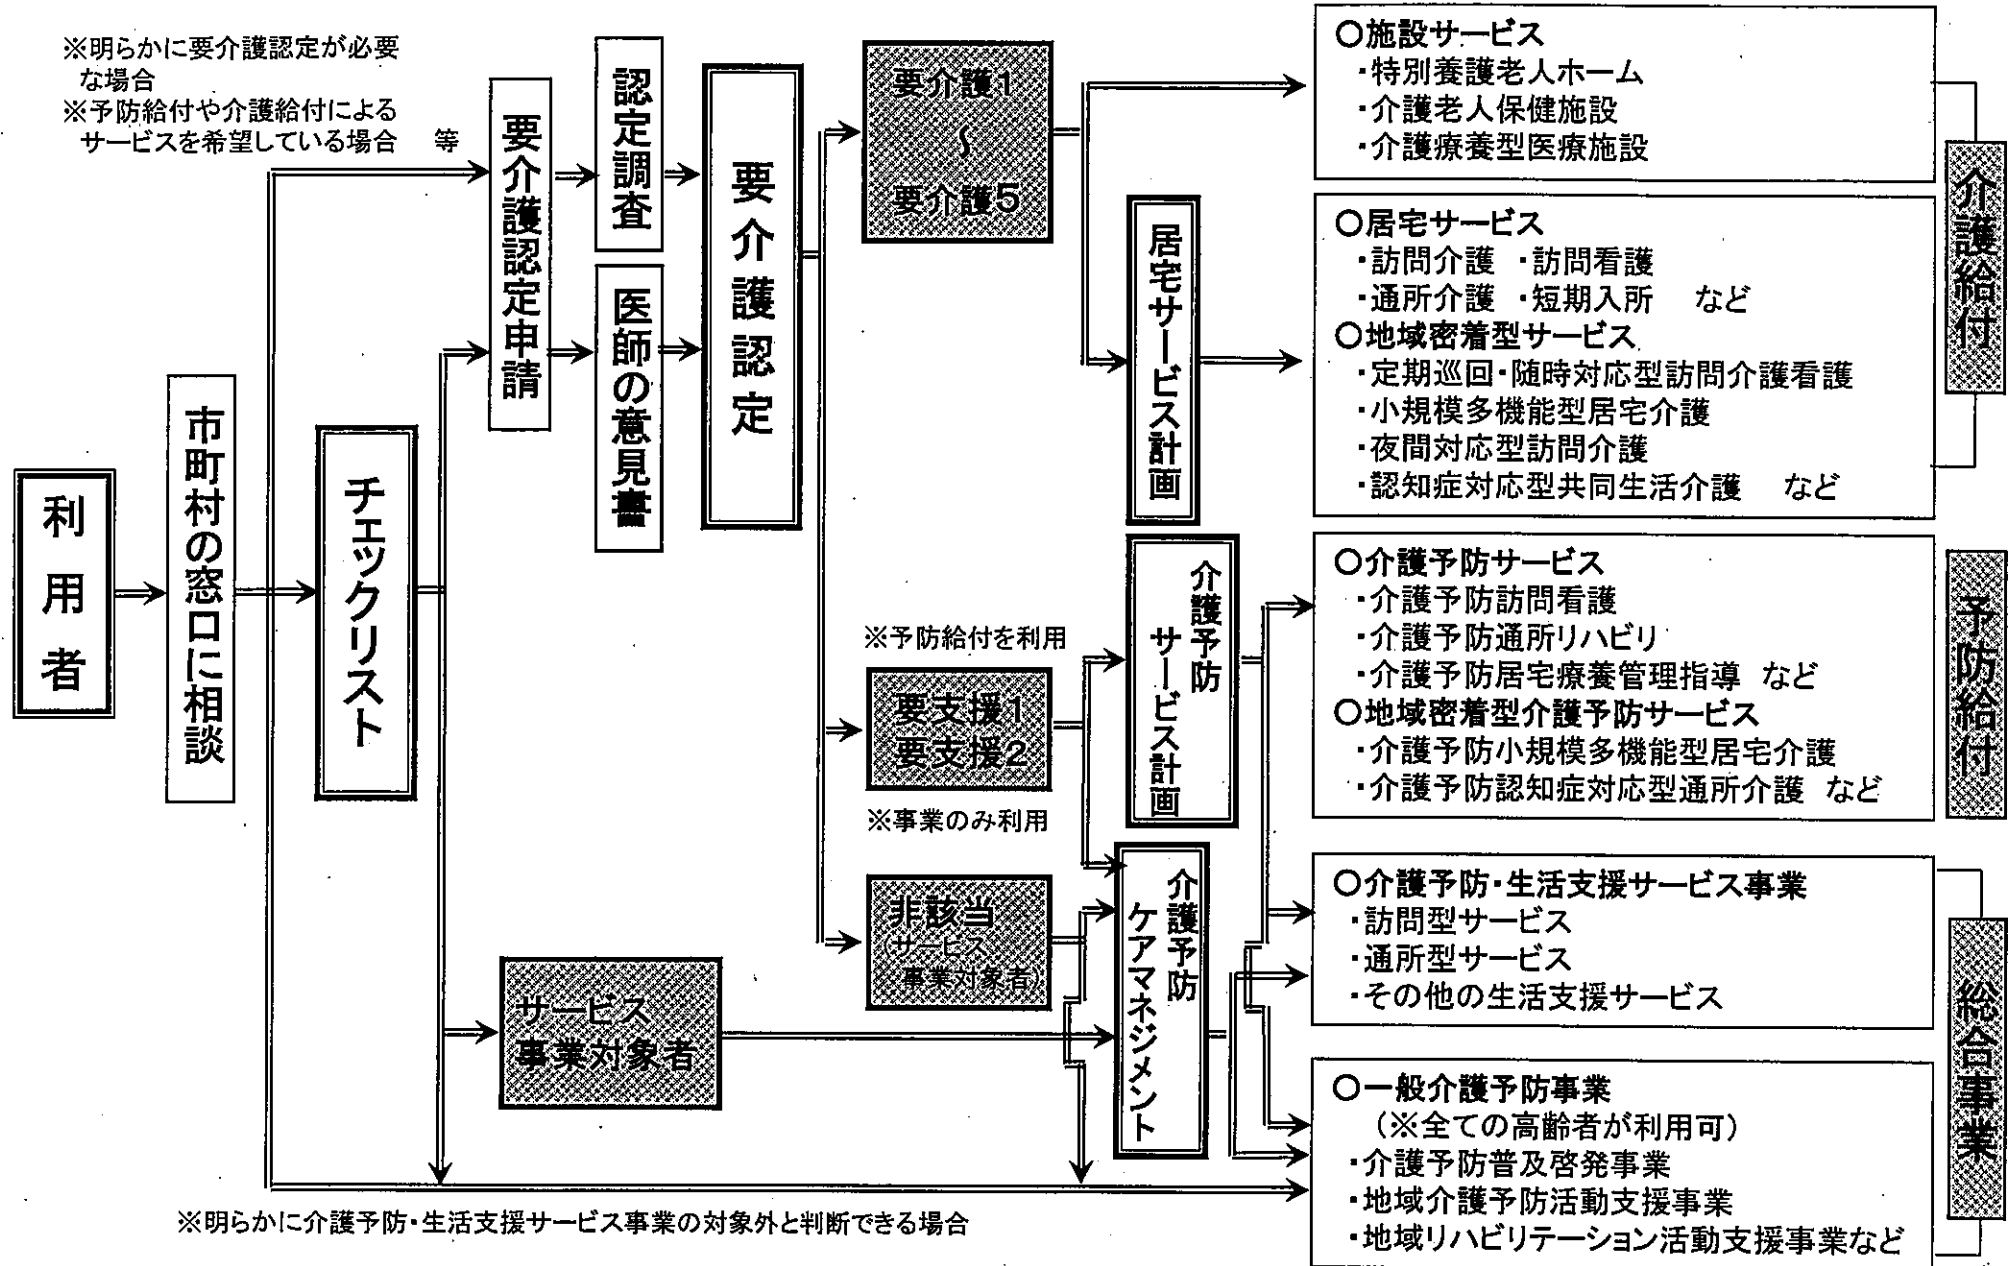 ※明らかに要介護認定が必要
な場合
※予防給付や介護給付による
サービスを希望している場合　等
利用者
市町村の窓口に相談
チェックリスト
要介護認定申請
認定調査
医師の意見書
要介護認定
要介護1
～
要介護5
※予防給付を利用
要支援1
要支援2
※事業のみ利用
非該当
(サービス
事業対象者)
サービス
事業対象者
居宅サービス計画
介護予防
サービス計画
介護予防
ケアマネジメント
○施設サービス
・特別養護老人ホーム
・介護老人保健施設
・介護療養型医療施設
○居宅サービス
・訪問介護　・訪問看護
・通所介護　・短期入所　など
○地域密着型サービス
・定期巡回・随時対応型訪問介護看護
・小規模多機能型居宅介護
・夜間対応型訪問介護
・認知症対応型共同生活介護　など
介護給付
○介護予防サービス
・介護予防訪問看護
・介護予防通所リハビリ
・介護予防居宅療養管理指導　など
○地域密着型介護予防サービス
・介護予防小規模多機能型居宅介護
・介護予防認知症対応型通所介護　など
予防給付
○介護予防・生活支援サービス事業
・訪問型サービス
・通所型サービス
・その他の生活支援サービス
○一般介護予防事業
（※全ての高齢者が利用可）
・介護予防普及啓発事業
・地域介護予防活動支援事業
・地域リハビリテーション活動支援事業など
総合事業
※明らかに介護予防・生活支援サービス事業の対象外と判断できる場合